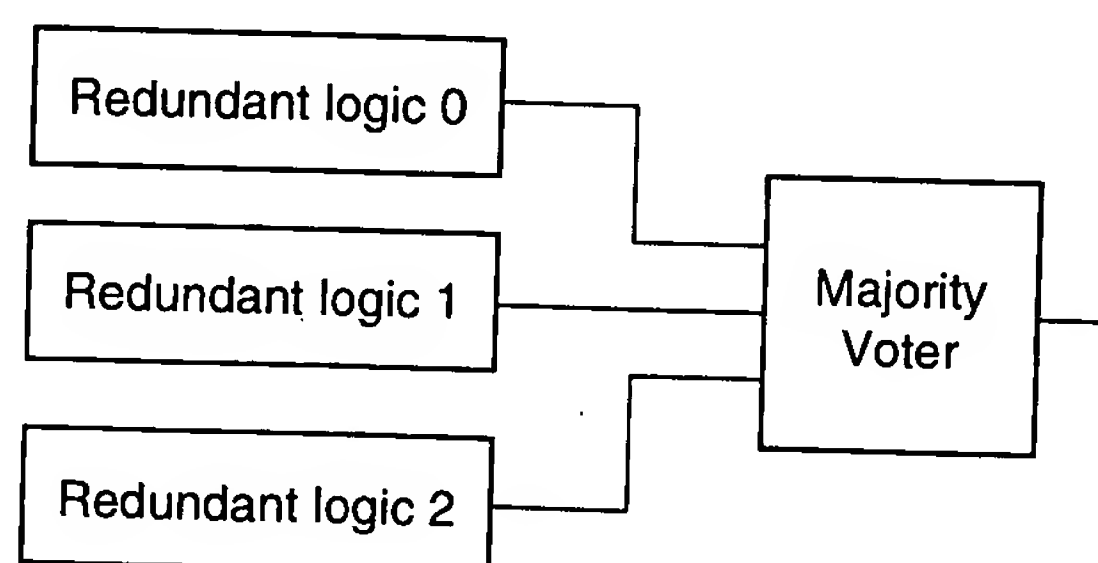 Redundant logic 0
Redundant logic 1
Majority
Voter
Redundant logic 2